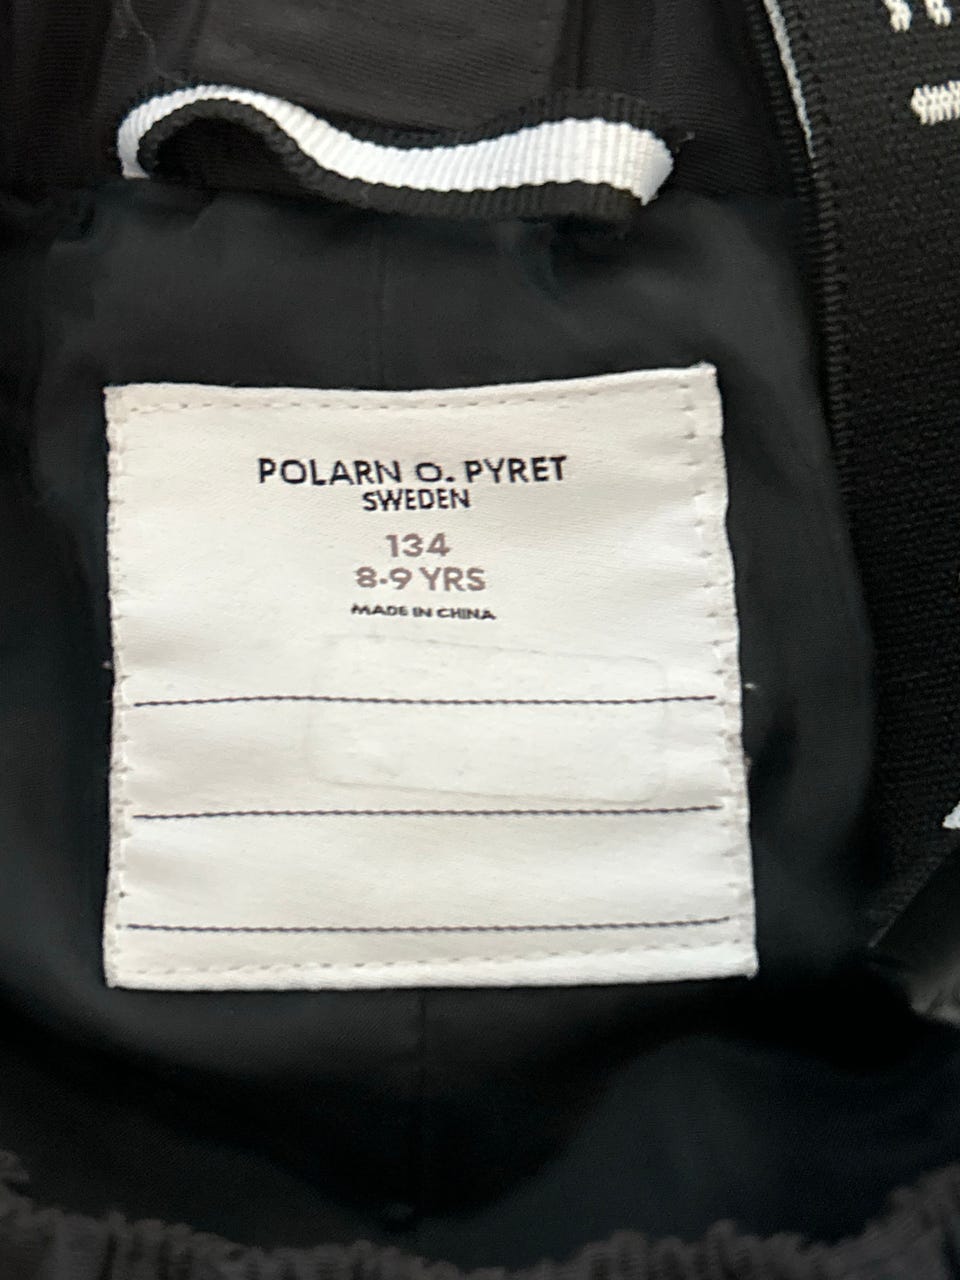 POLARN O. PYRET
SWEDEN
134
8-9 YRS
MADE IN CHINA